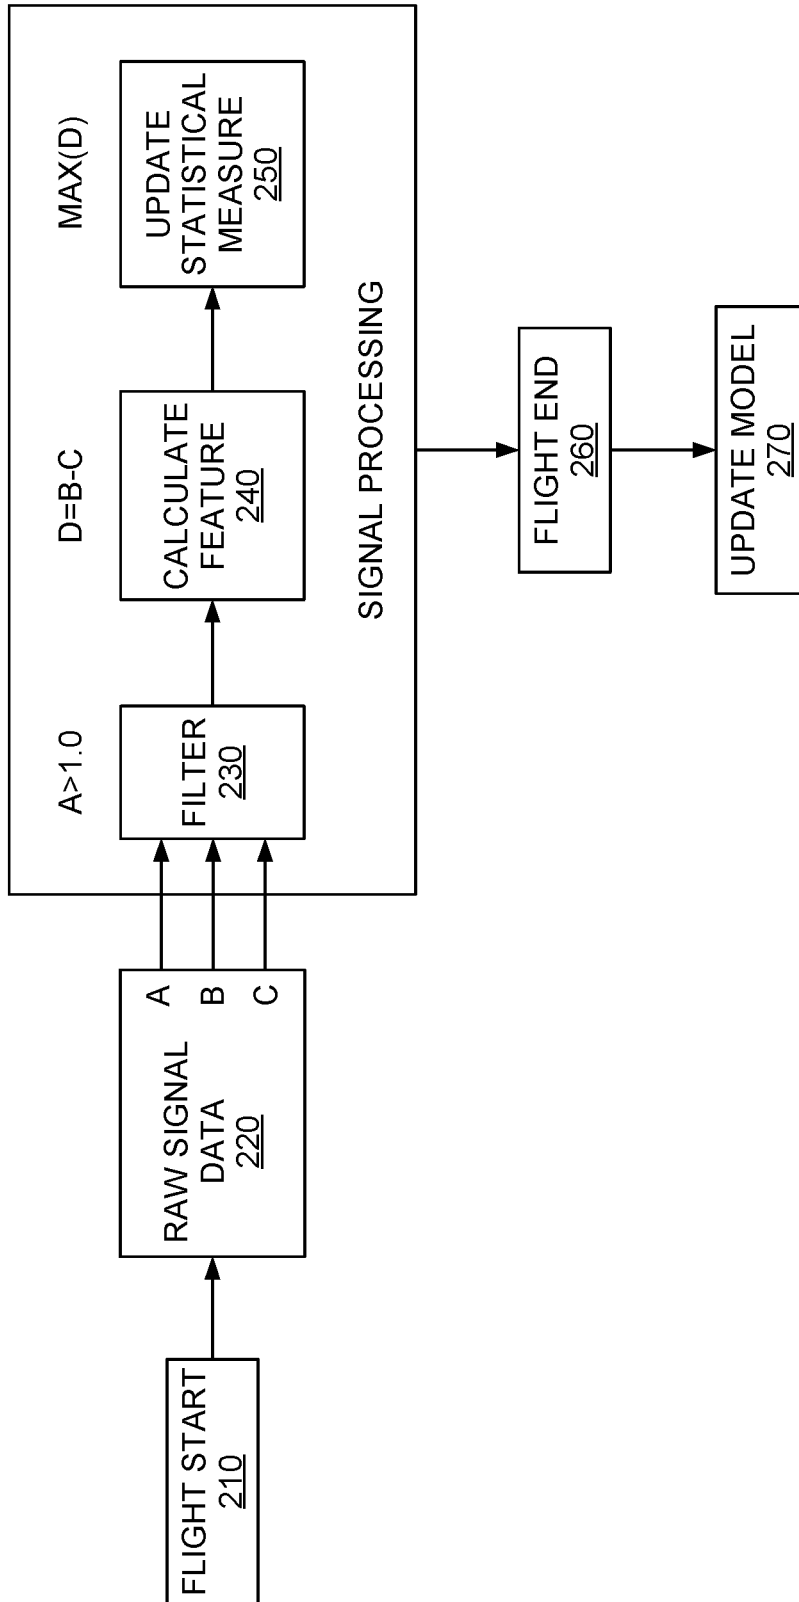 FLIGHT START
210
RAW SIGNAL
DATA
220
A
B
C
A>1.0
FILTER
230
D=B-C
CALCULATE
FEATURE
240
MAX(D)
UPDATE
STATISTICAL
MEASURE
250
SIGNAL PROCESSING
FLIGHT END
260
UPDATE MODEL
270